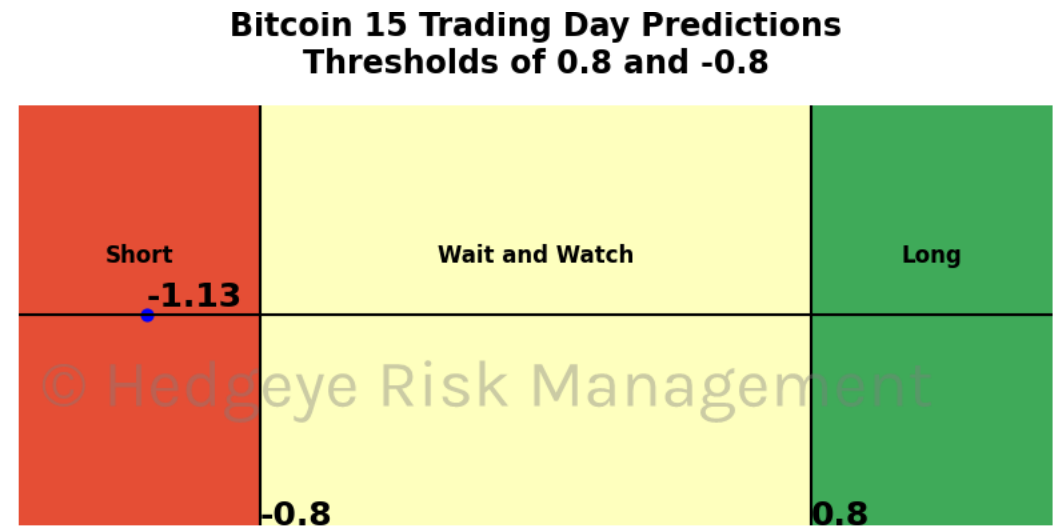 Bitcoin 15 Trading Day Predictions
Thresholds of 0.8 and -0.8
Short
Wait and Watch
Long
-1.13
© Hedgeye Risk Management
-0.8
0.8